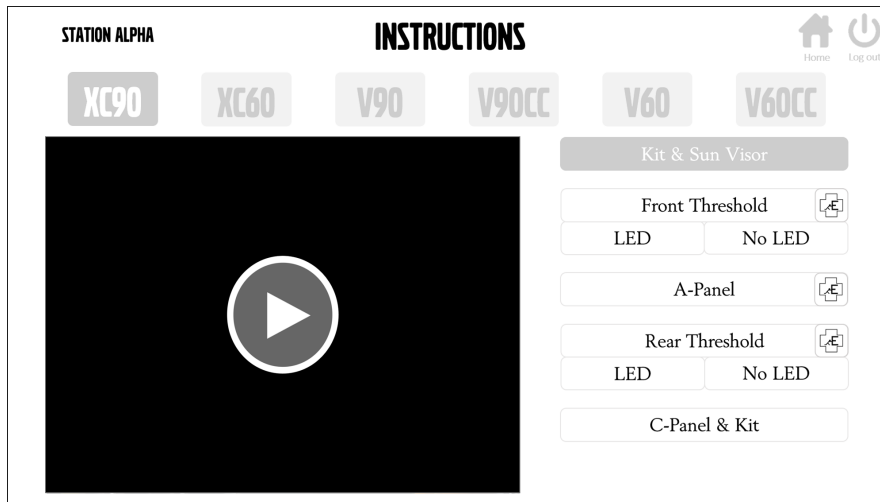 STATION ALPHA
INSTRUCTIONS
Home
Log out
XC90
XC60
V90
V90CC
V60
V60CC
Kit & Sun Visor
Front Threshold
E
LED
No LED
A-Panel
E
Rear Threshold
E
LED
No LED
C-Panel & Kit